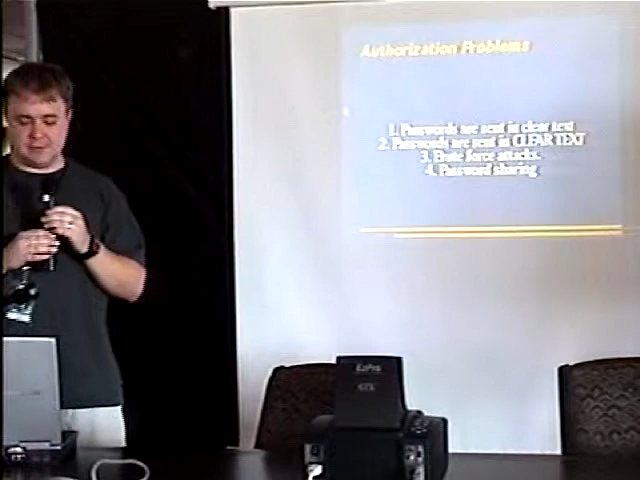 Authorization Problems
1. Passwords are sent in clear text
2. Passwords are sent in CLEAR TEXT
3. Brute force attacks.
4. Password sharing
EzPro